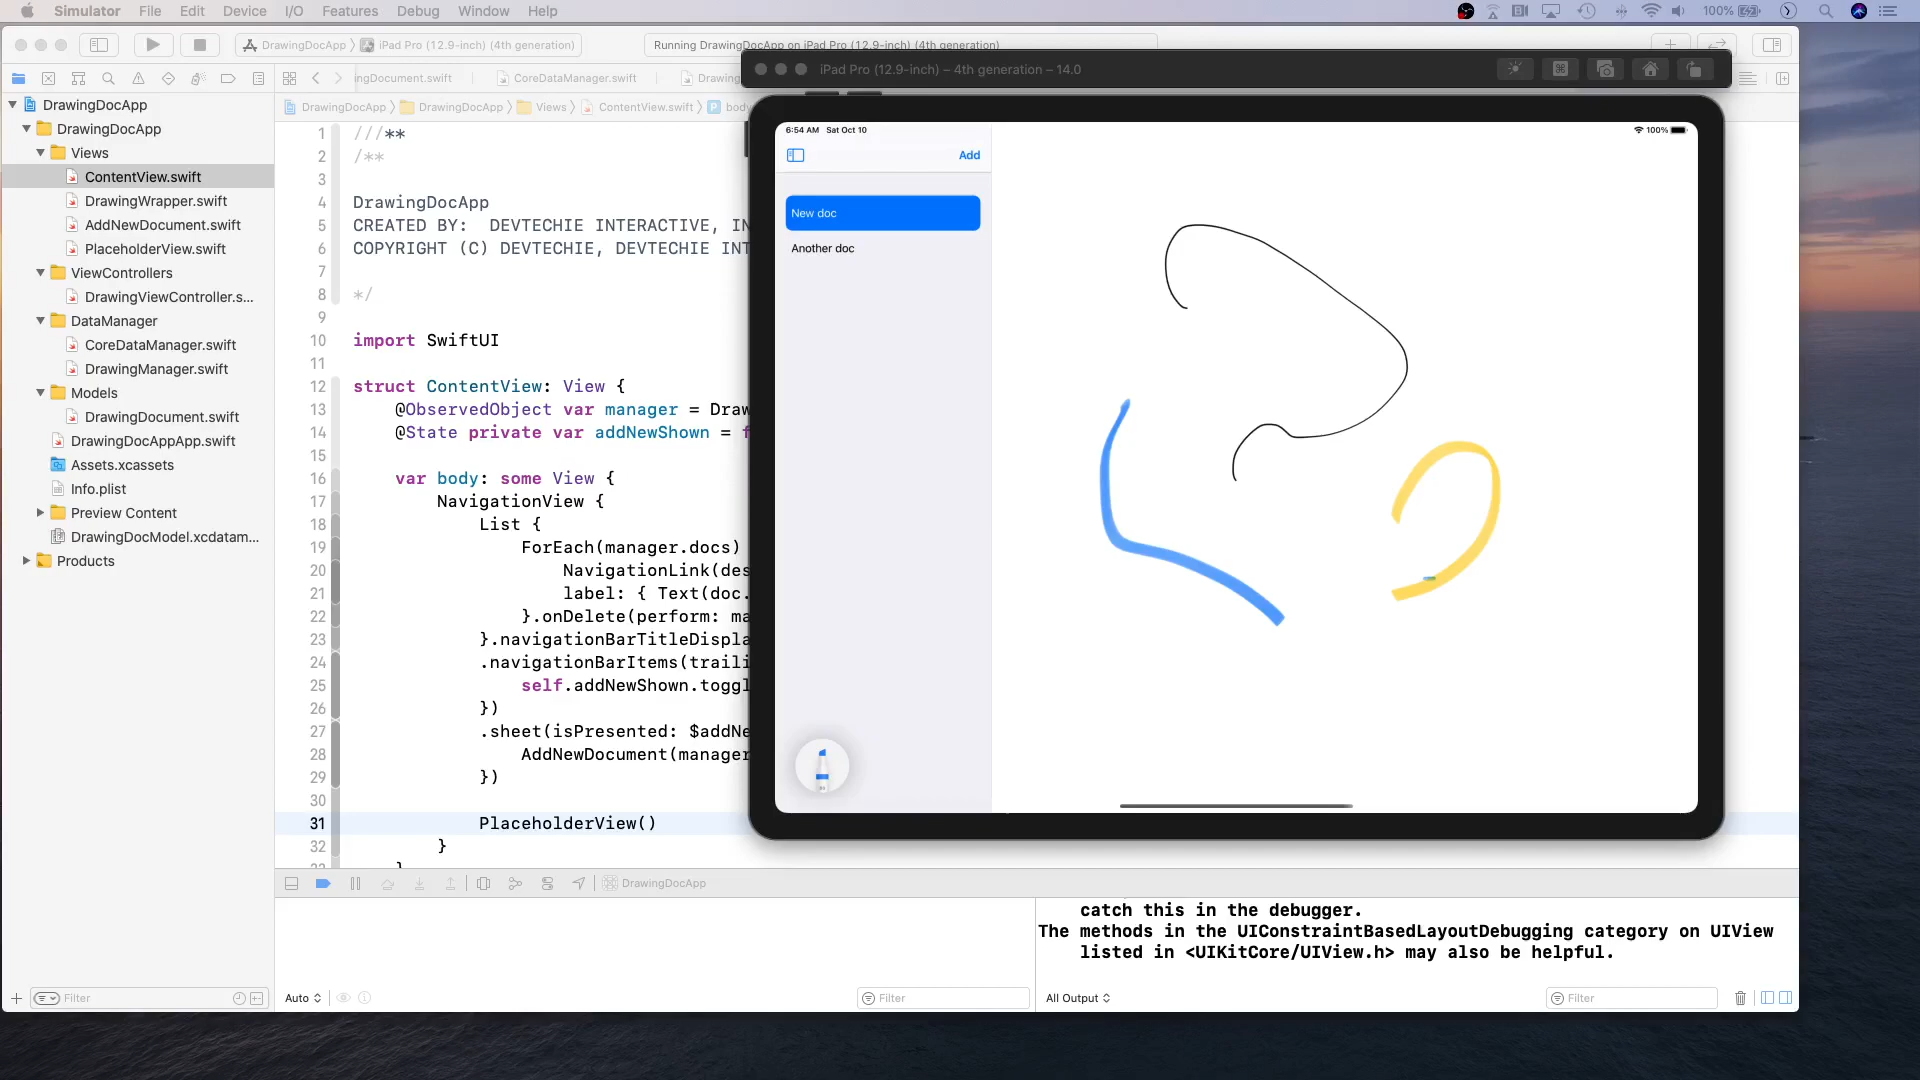 Simulator File Edit Device I/O Features Debug Window Help
100%
DrawingDocApp iPad Pro (12.9-inch) (4th generation)
Running DrawingDocApp on iPad Pro (12.9-inch) (4th generation)
ingDocument.swift CoreDataManager.swift Drawing
DrawingDocApp DrawingDocApp Views ContentView.swift P body
DrawingDocApp
DrawingDocApp
Views
ContentView.swift
DrawingWrapper.swift
AddNewDocument.swift
PlaceholderView.swift
ViewControllers
DrawingViewController.s...
DataManager
CoreDataManager.swift
DrawingManager.swift
Models
DrawingDocument.swift
DrawingDocAppApp.swift
Assets.xcassets
Info.plist
Preview Content
DrawingDocModel.xcdatam...
Products
Filter
1 ///**
2 /**
3
4 DrawingDocApp
5 CREATED BY: DEVTECHIE INTERACTIVE, IN
6 COPYRIGHT (C) DEVTECHIE, DEVTECHIE INT
7
8 */
9
10 import SwiftUI
11
12 struct ContentView: View {
13 @ObservedObject var manager = Draw
14 @State private var addNewShown = f
15
16 var body: some View {
17 NavigationView {
18 List {
19 ForEach(manager.docs)
20 NavigationLink(des
21 label: { Text(doc.
22 }.onDelete(perform: ma
23 }.navigationBarTitleDispla
24 .navigationBarItems(traili
25 self.addNewShown.toggl
26 })
27 .sheet(isPresented: $addNe
28 AddNewDocument(manager
29 })
30
31 PlaceholderView()
32 }
33 }
iPad Pro (12.9-inch) – 4th generation – 14.0
6:54 AM Sat Oct 10
100%
Add
New doc
Another doc
DrawingDocApp
catch this in the debugger.
The methods in the UIConstraintBasedLayoutDebugging category on UIView
listed in <UIKitCore/UIView.h> may also be helpful.
Auto
Filter
All Output
Filter